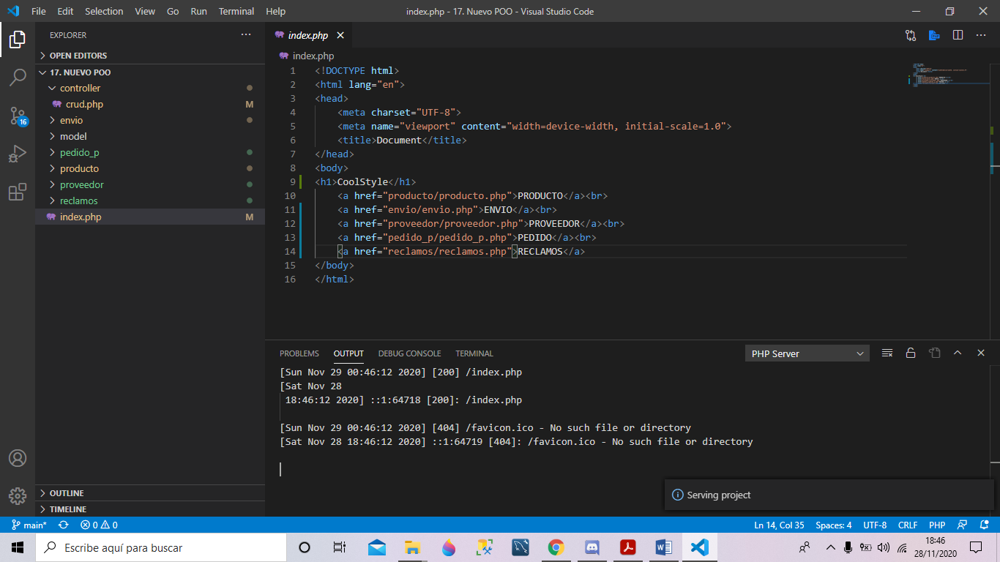 File Edit Selection View Go Run Terminal Help
index.php - 17. Nuevo POO - Visual Studio Code
EXPLORER
OPEN EDITORS
17. NUEVO POO
controller
crud.php M
envio
model
pedido_p
producto
proveedor
reclamos
index.php M
OUTLINE
TIMELINE
16
index.php
index.php
1 <!DOCTYPE html>
2 <html lang="en">
3 <head>
4 <meta charset="UTF-8">
5 <meta name="viewport" content="width=device-width, initial-scale=1.0">
6 <title>Document</title>
7 </head>
8 <body>
9 <h1>CoolStyle</h1>
10 <a href="producto/producto.php">PRODUCTO</a><br>
11 <a href="envio/envio.php">ENVIO</a><br>
12 <a href="proveedor/proveedor.php">PROVEEDOR</a><br>
13 <a href="pedido_p/pedido_p.php">PEDIDO</a><br>
14 <a href="reclamos/reclamos.php">RECLAMOS</a>
15 </body>
16 </html>
PROBLEMS OUTPUT DEBUG CONSOLE TERMINAL PHP Server
[Sun Nov 29 00:46:12 2020] [200] /index.php
[Sat Nov 28
18:46:12 2020] ::1:64718 [200]: /index.php
[Sun Nov 29 00:46:12 2020] [404] /favicon.ico - No such file or directory
[Sat Nov 28 18:46:12 2020] ::1:64719 [404]: /favicon.ico - No such file or directory
Serving project
main* 0 0 Ln 14, Col 35 Spaces: 4 UTF-8 CRLF PHP
Escribe aquí para buscar
18:46
28/11/2020